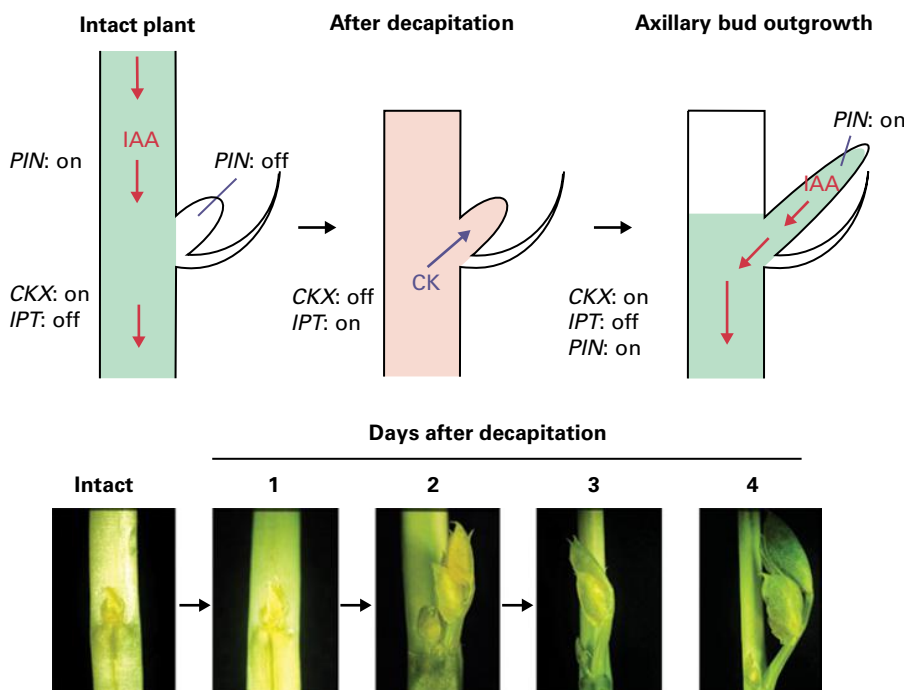 Intact plant
After decapitation
Axillary bud outgrowth
IAA
PIN: on
PIN: off
CKX: on
IPT: off
CK
CKX: off
IPT: on
PIN: on
IAA
CKX: on
IPT: off
PIN: on
Days after decapitation
Intact
1
2
3
4